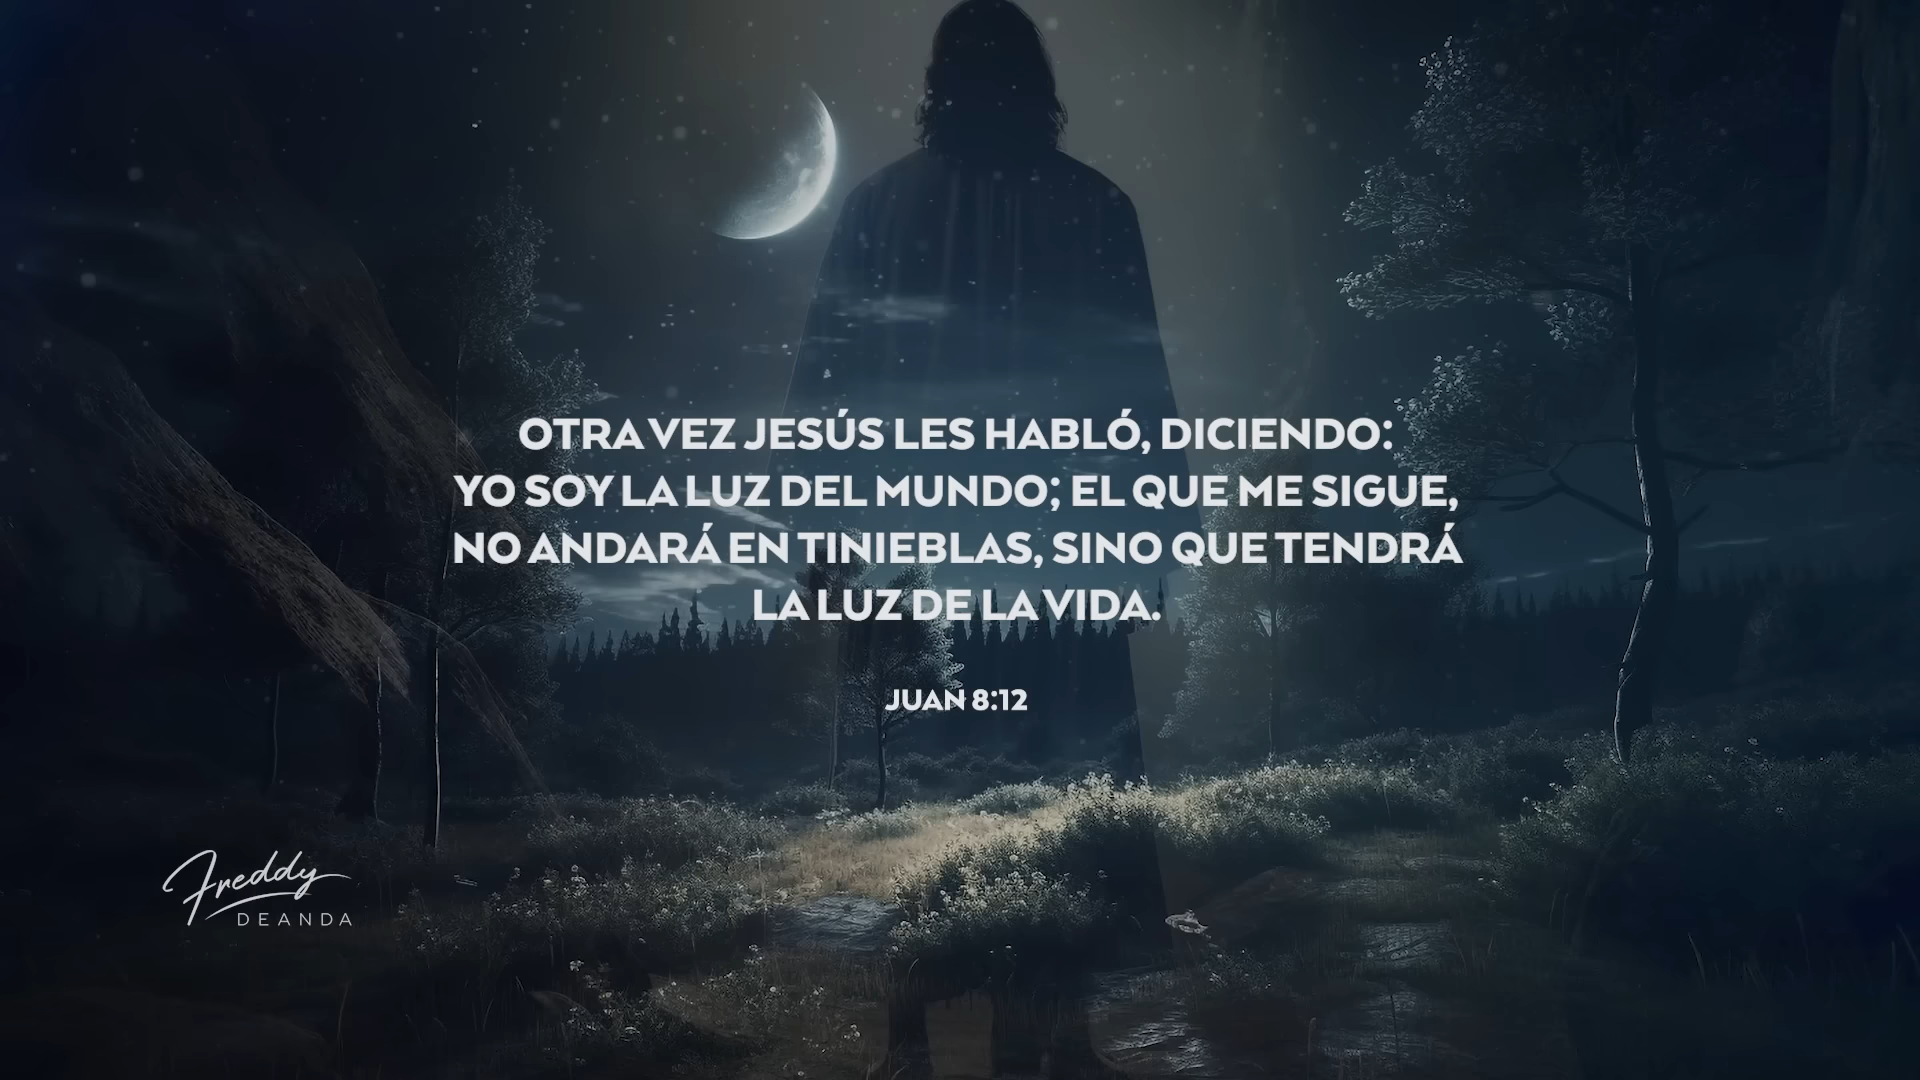 OTRA VEZ JESÚS LES HABLÓ, DICIENDO:
YO SOY LA LUZ DEL MUNDO; EL QUE ME SIGUE,
NO ANDARÁ EN TINIEBLAS, SINO QUE TENDRÁ
LA LUZ DE LA VIDA.
JUAN 8:12
Freddy
DEANDA